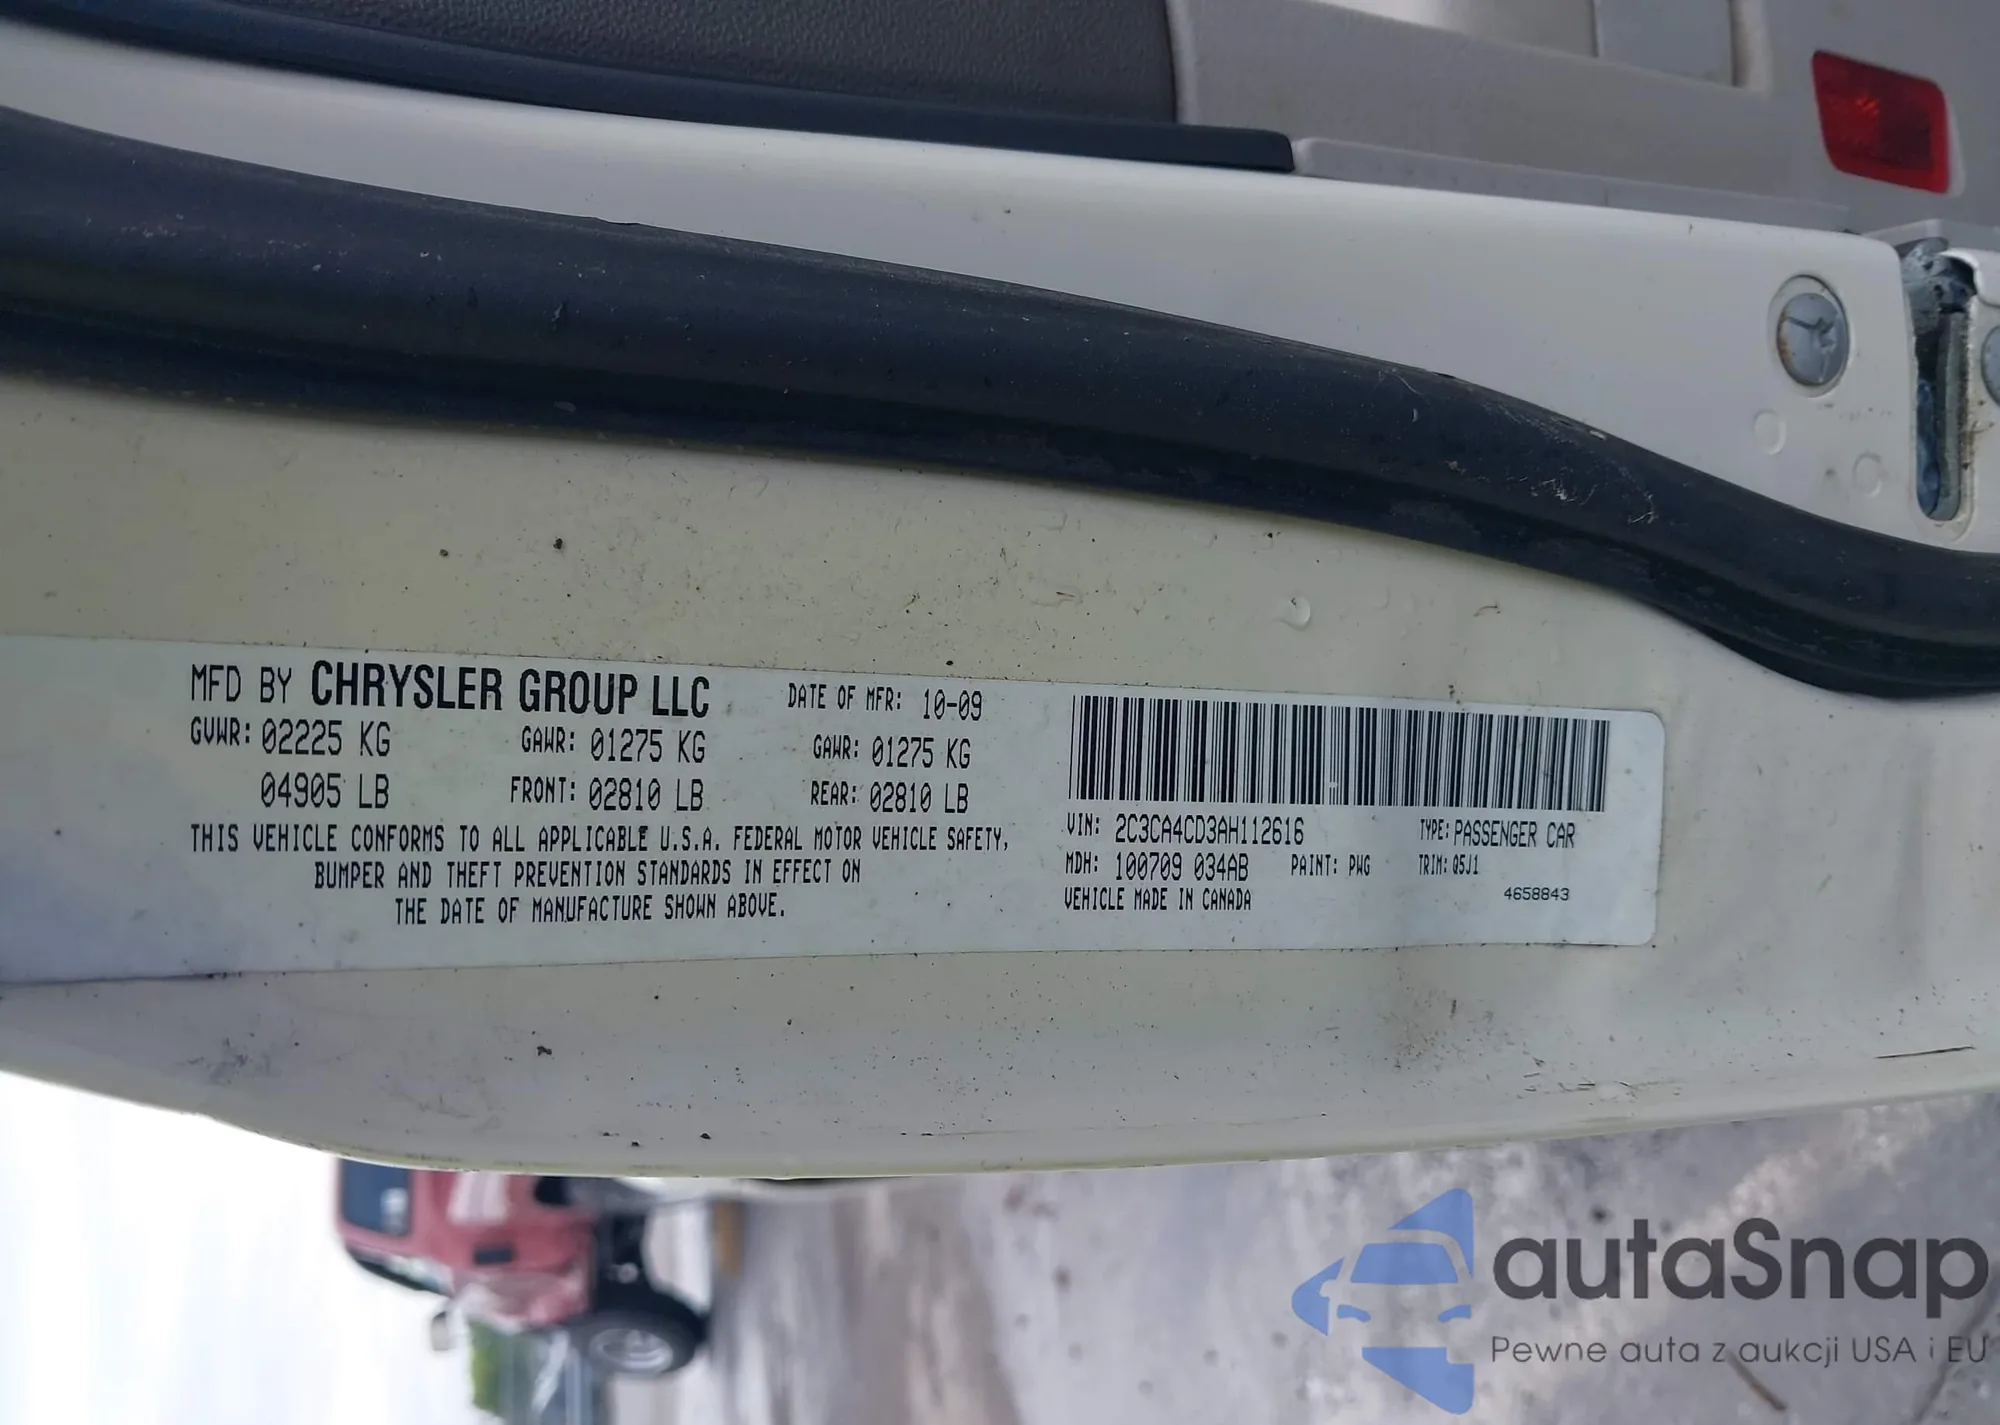 MFD BY CHRYSLER GROUP LLC DATE OF MFR: 10-09
GVWR: 02225 KG GAWR: 01275 KG GAWR: 01275 KG
04905 LB FRONT: 02810 LB REAR: 02810 LB
THIS VEHICLE CONFORMS TO ALL APPLICABLE U.S.A. FEDERAL MOTOR VEHICLE SAFETY,
BUMPER AND THEFT PREVENTION STANDARDS IN EFFECT ON
THE DATE OF MANUFACTURE SHOWN ABOVE.
VIN: 2C3CA4CD3AH112616 TYPE: PASSENGER CAR
MDH: 100709 034AB PAINT: PWG TRIM: Q5J1
VEHICLE MADE IN CANADA 4658843
autaSnap
Pewne auta z aukcji USA i EU